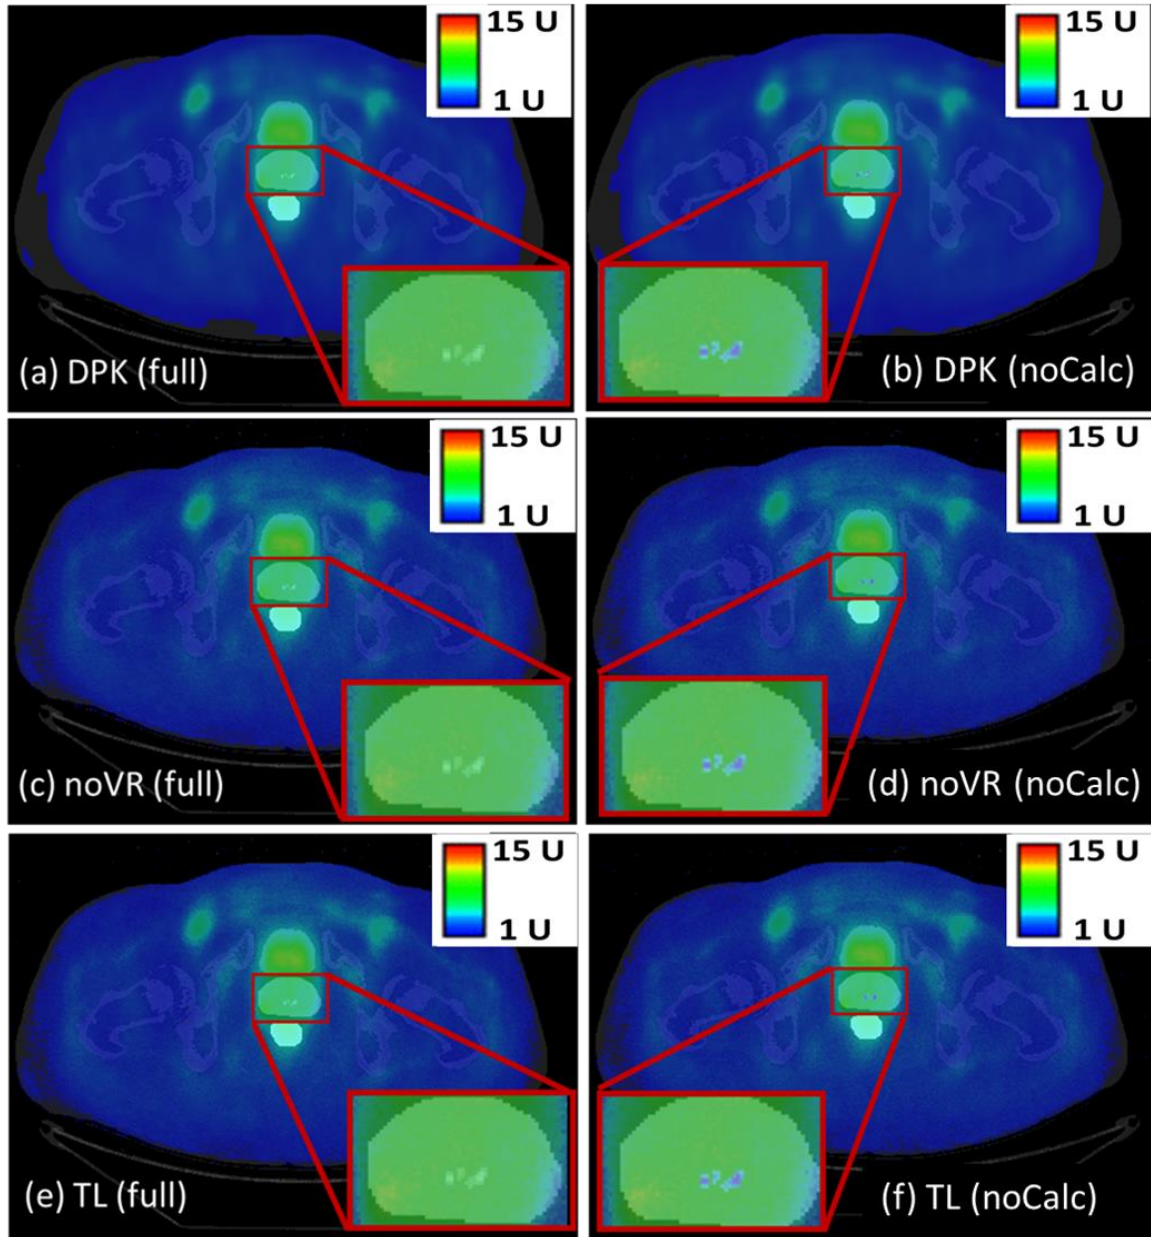 15 U
1 U
(a) DPK (full)
15 U
1 U
(b) DPK (noCalc)
15 U
1 U
(c) noVR (full)
15 U
1 U
(d) noVR (noCalc)
15 U
1 U
(e) TL (full)
15 U
1 U
(f) TL (noCalc)